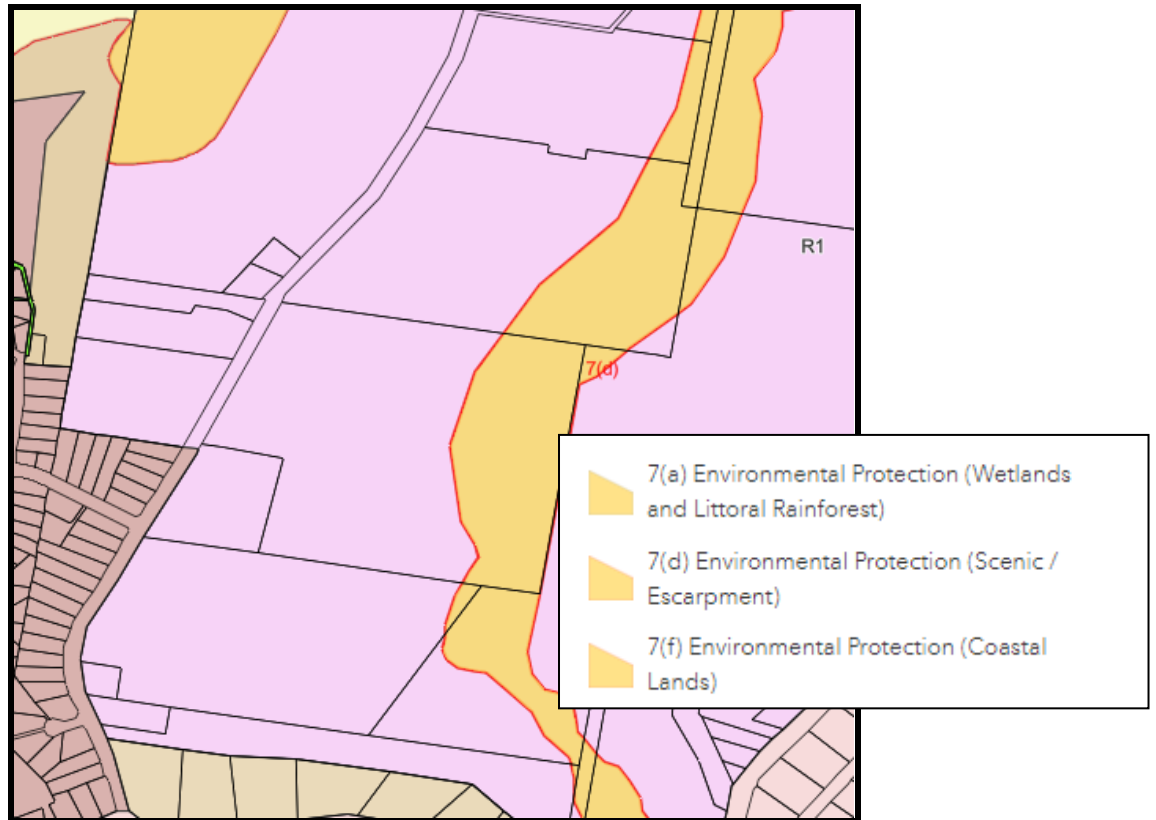 R1
7(d)
7(a) Environmental Protection (Wetlands
and Littoral Rainforest)
7(d) Environmental Protection (Scenic /
Escarpment)
7(f) Environmental Protection (Coastal
Lands)